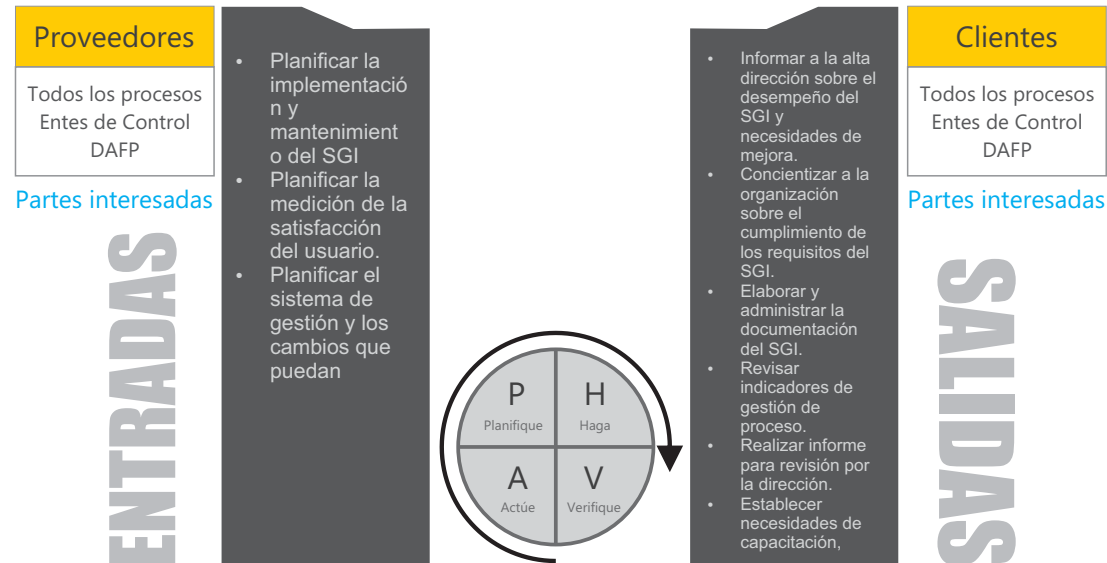 Proveedores
Todos los procesos
Entes de Control
DAFP
Partes interesadas
ENTRADAS
• Planificar la
implementació
n y
mantenimient
o del SGI
• Planificar la
medición de la
satisfacción
del usuario.
• Planificar el
sistema de
gestión y los
cambios que
puedan
P
Planifique
H
Haga
A
Actúe
V
Verifique
• Informar a la alta
dirección sobre el
desempeño del
SGI y
necesidades de
mejora.
• Concientizar a la
organización
sobre el
cumplimiento de
los requisitos del
SGI.
• Elaborar y
administrar la
documentación
del SGI.
• Revisar
indicadores de
gestión de
proceso.
• Realizar informe
para revisión por
la dirección.
• Establecer
necesidades de
capacitación,
Clientes
Todos los procesos
Entes de Control
DAFP
Partes interesadas
SALIDAS